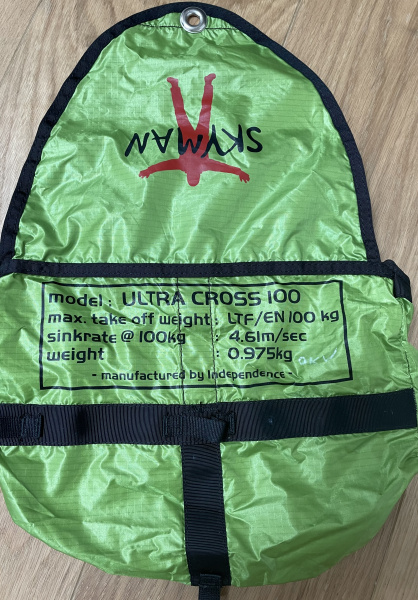 SKYMAN
model : ULTRA CROSS 100
max. take off weight : LTF/EN 100 kg
sinkrate @ 100kg : 4.61m/sec
weight : 0.975kg
- manufactured by Independence -